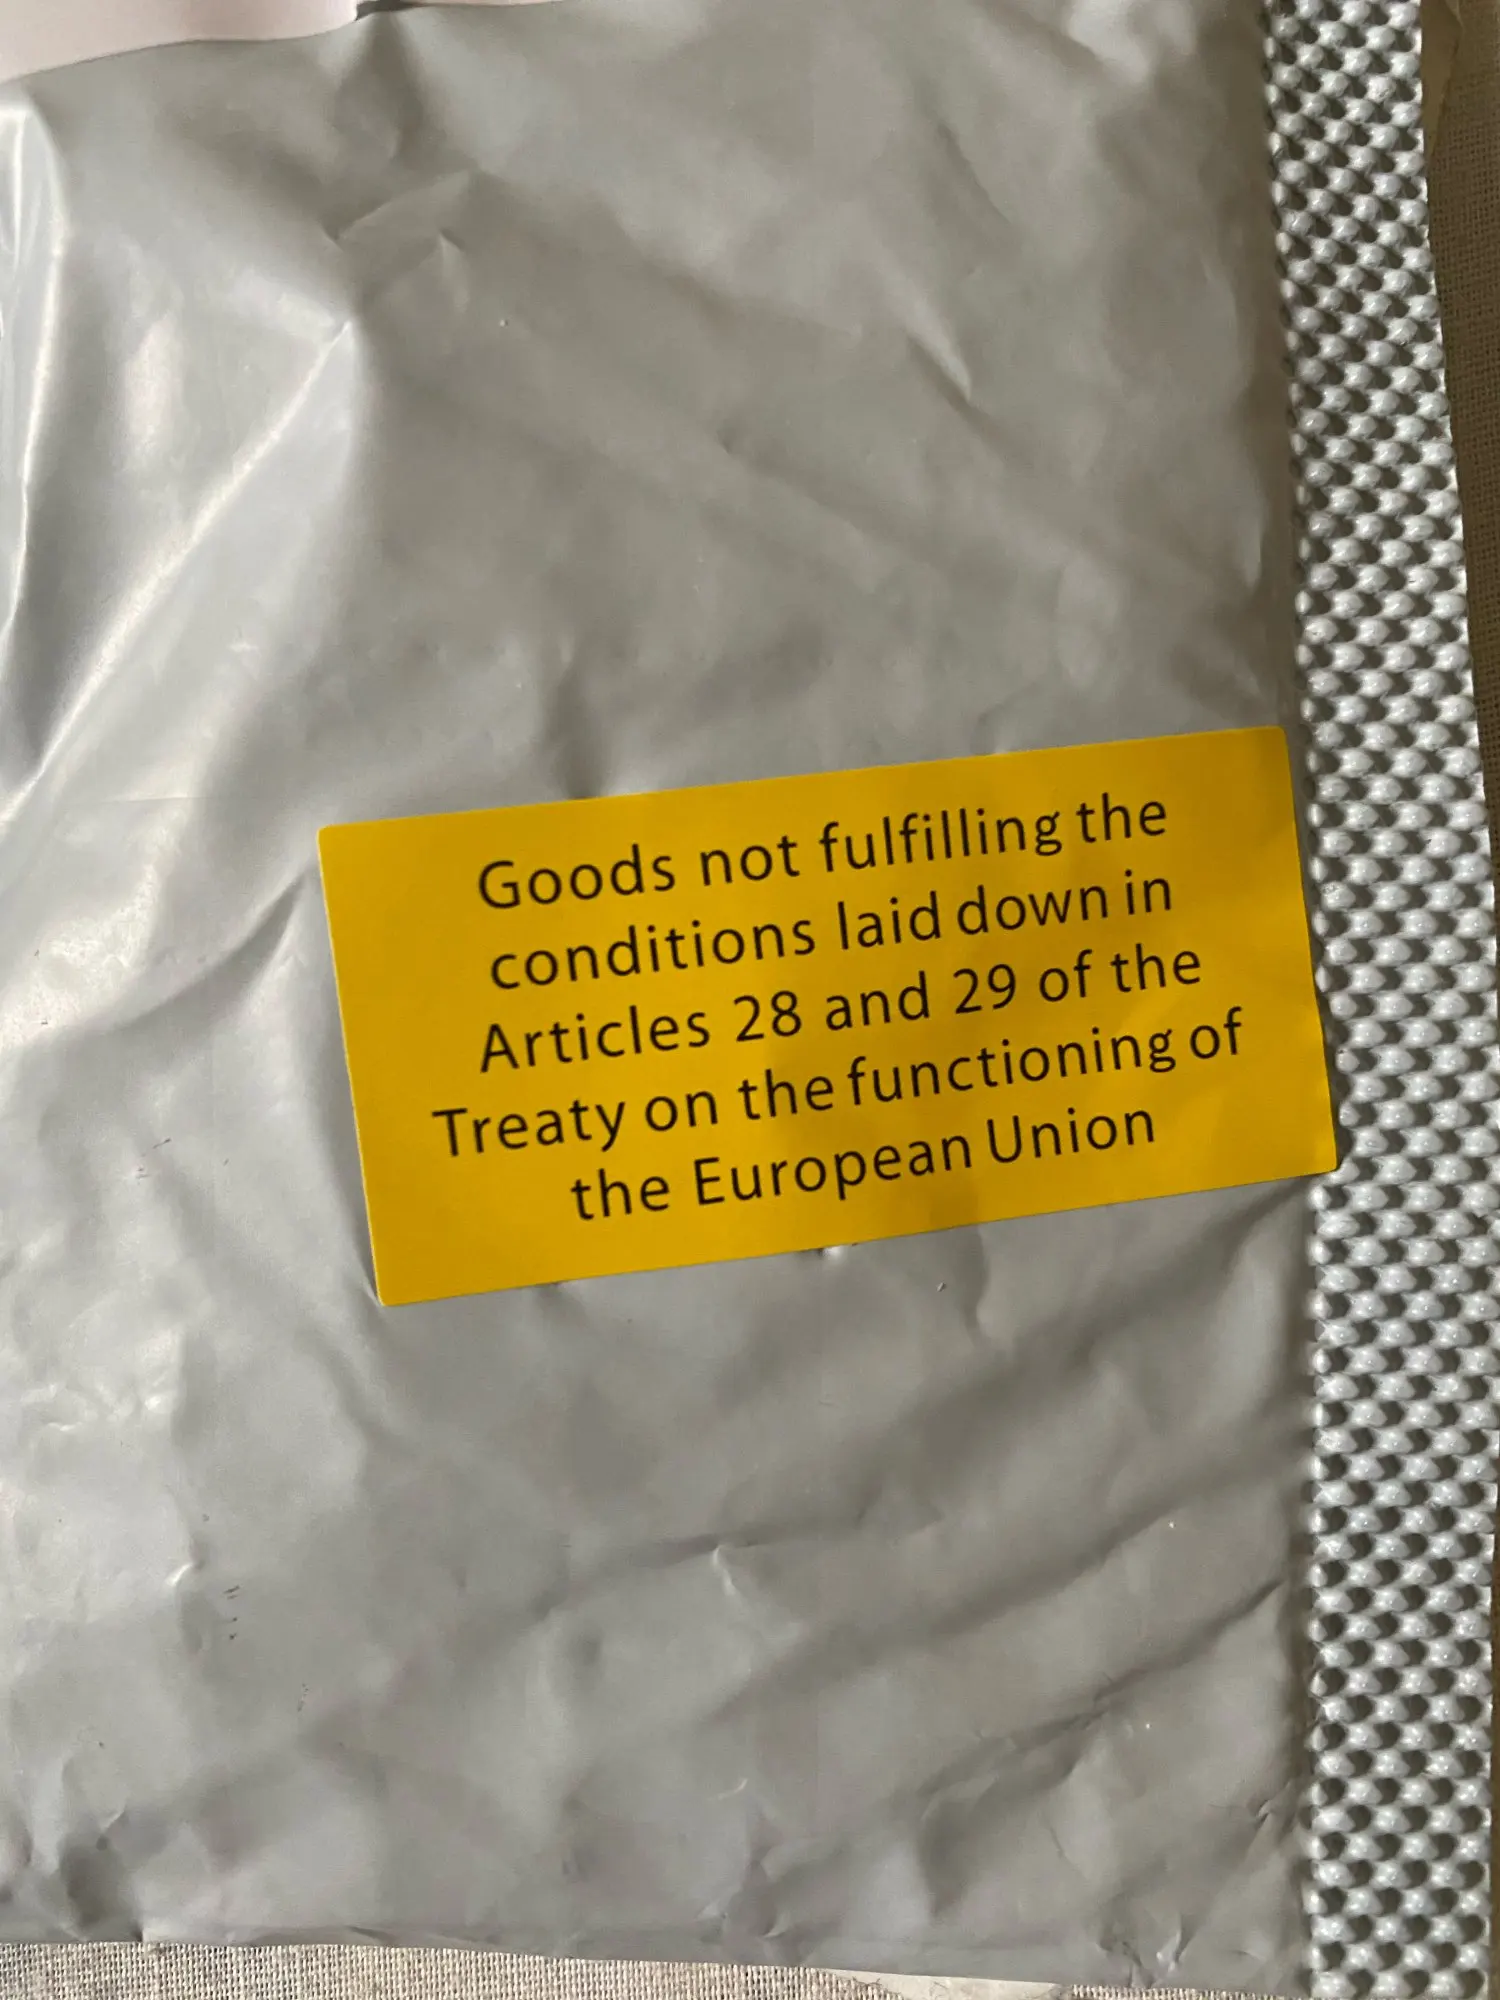 Goods not fulfilling the
conditions laid down in
Articles 28 and 29 of the
Treaty on the functioning of
the European Union